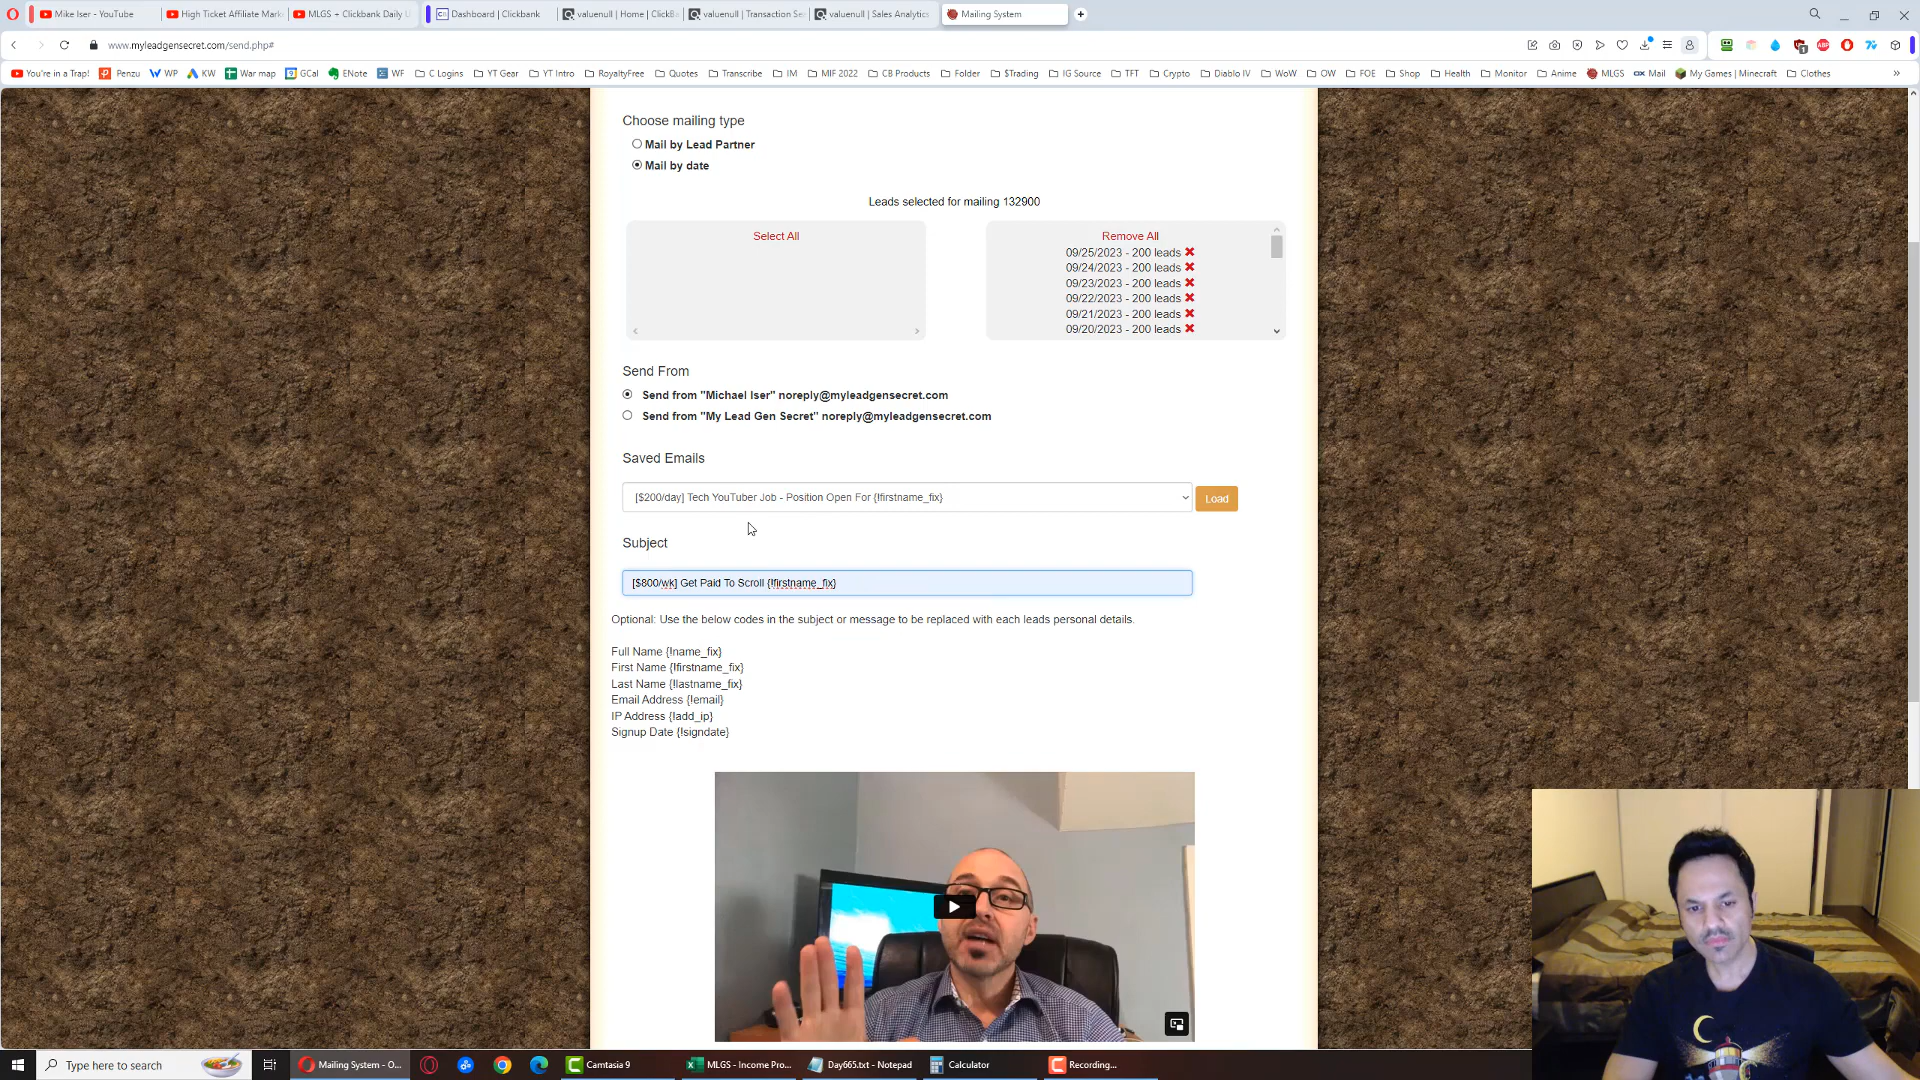 Mike Iser - YouTube
High Ticket Affiliate Mark
MLGS + Clickbank Daily U
Dashboard | Clickbank
valuenull | Home | ClickBa
valuenull | Transaction Se
valuenull | Sales Analytics
Mailing System
www.myleadgensecret.com/send.php#
You're in a Trap!
Penzu
WP
KW
War map
GCal
ENote
WF
C Logins
YT Gear
YT Intro
RoyaltyFree
Quotes
Transcribe
IM
MIF 2022
CB Products
Folder
$Trading
IG Source
TFT
Crypto
Diablo IV
WoW
OW
FOE
Shop
Health
Monitor
Anime
MLGS
Mail
My Games | Minecraft
Clothes
Choose mailing type
Mail by Lead Partner
Mail by date
Leads selected for mailing 132900
Select All
Remove All
09/25/2023 - 200 leads
09/24/2023 - 200 leads
09/23/2023 - 200 leads
09/22/2023 - 200 leads
09/21/2023 - 200 leads
09/20/2023 - 200 leads
Send From
Send from "Michael Iser" noreply@myleadgensecret.com
Send from "My Lead Gen Secret" noreply@myleadgensecret.com
Saved Emails
[$200/day] Tech YouTuber Job - Position Open For {!firstname_fix}
Load
Subject
[$800/wk] Get Paid To Scroll {!firstname_fix}
Optional: Use the below codes in the subject or message to be replaced with each leads personal details.
Full Name {!name_fix}
First Name {!firstname_fix}
Last Name {!lastname_fix}
Email Address {!email}
IP Address {!add_ip}
Signup Date {!signdate}
Type here to search
Mailing System - O...
Camtasia 9
MLGS - Income Pro...
Day665.txt - Notepad
Calculator
Recording...